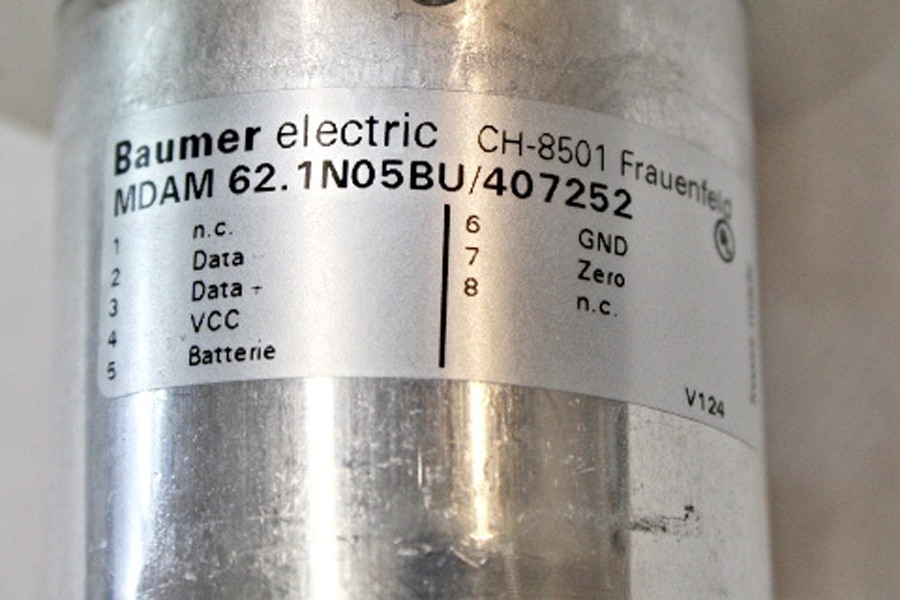 Baumer electric CH-8501 Frauenfeld
MDAM 62.1N05BU/407252
1 n.c.
2 Data
3 Data +
4 VCC
5 Batterie
6 GND
7 Zero
8 n.c.
V124